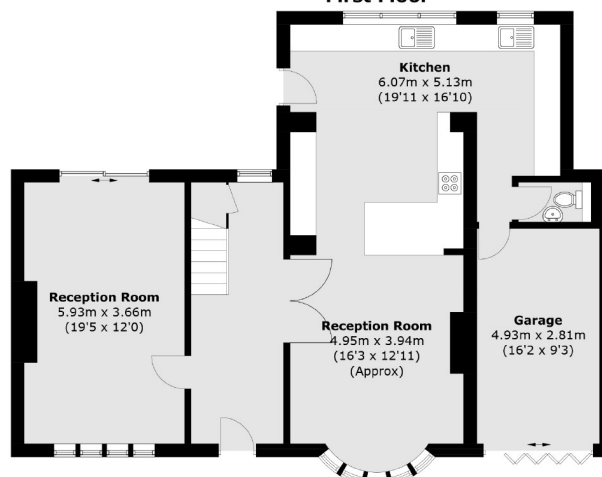 First Floor
Kitchen
6.07m x 5.13m
(19'11 x 16'10)
Reception Room
5.93m x 3.66m
(19'5 x 12'0)
Reception Room
4.95m x 3.94m
(16'3 x 12'11)
(Approx)
Garage
4.93m x 2.81m
(16'2 x 9'3)